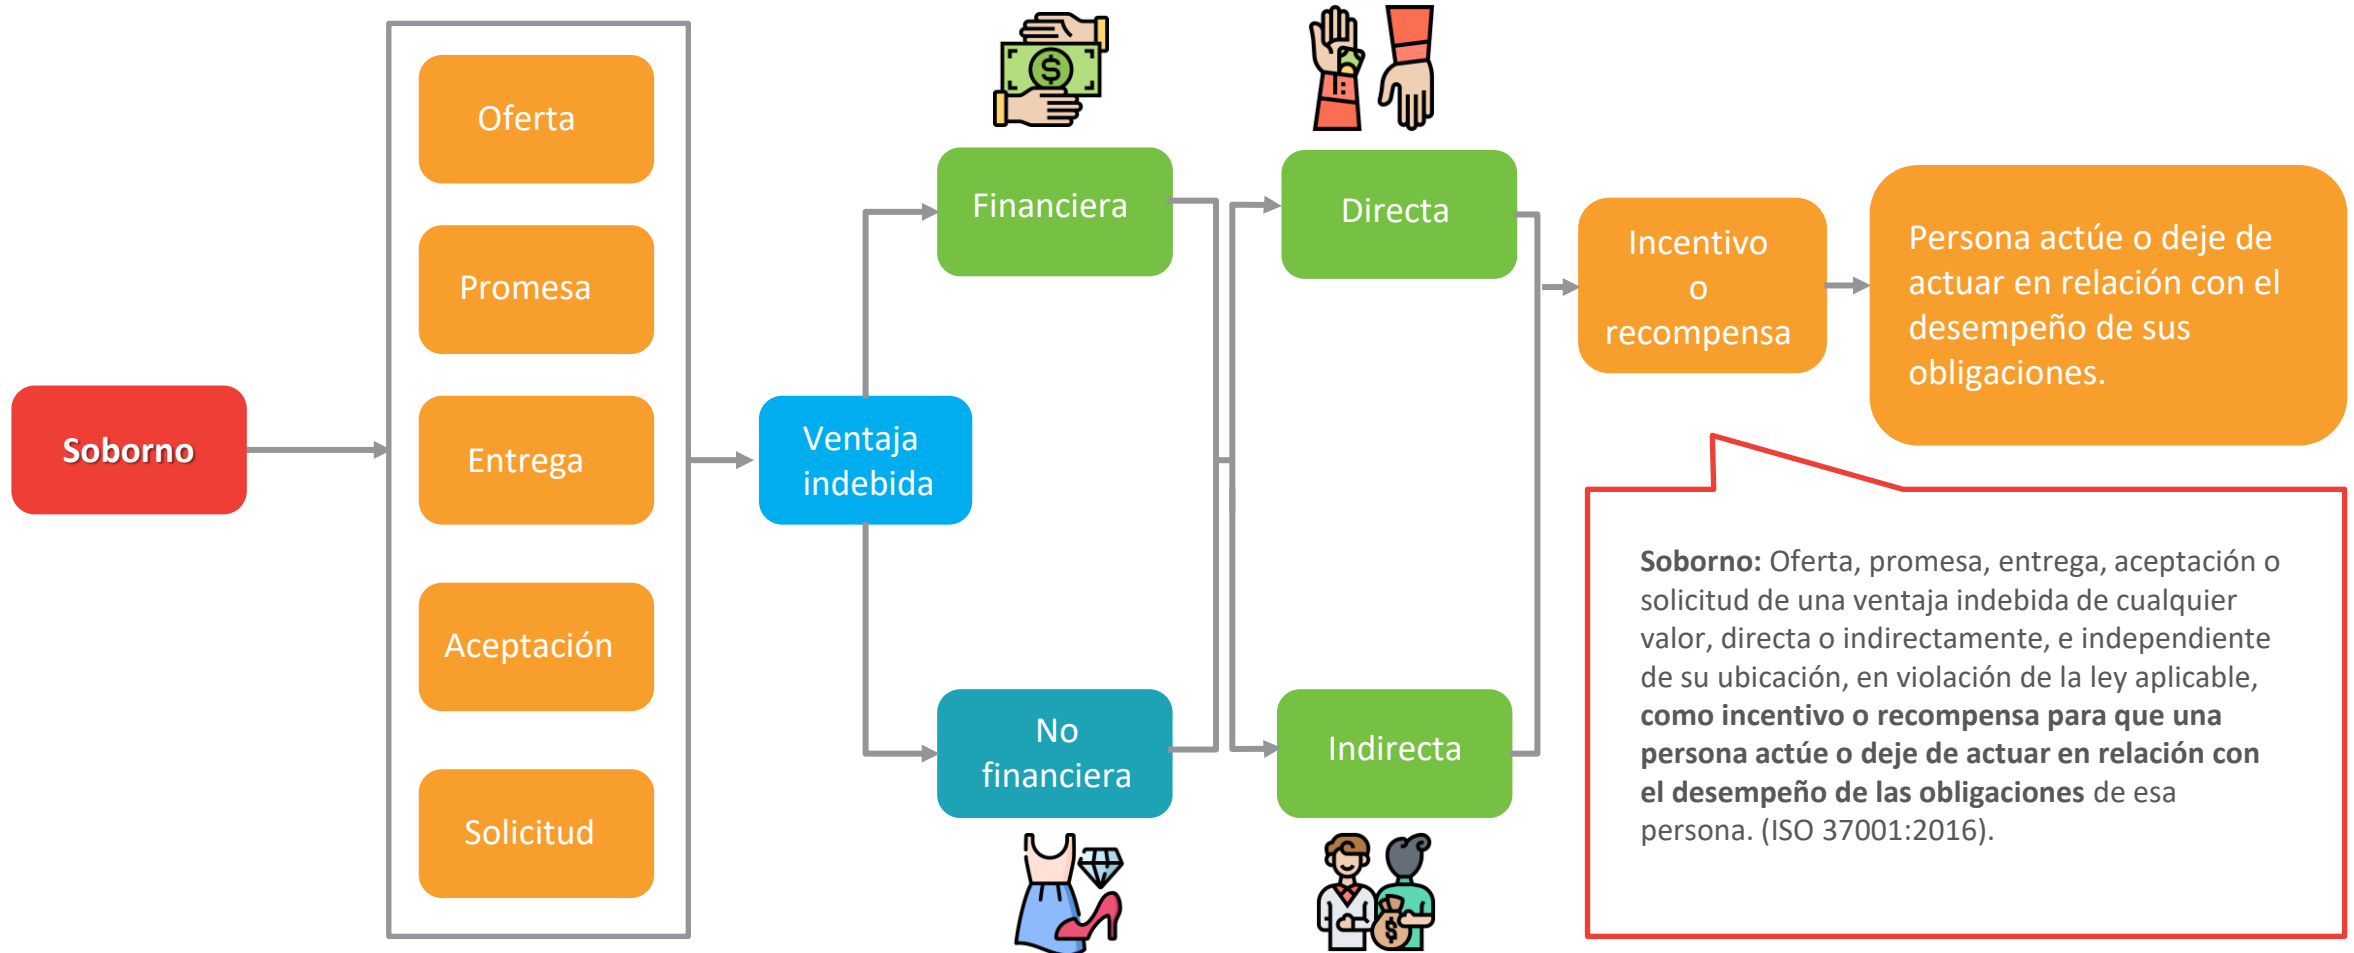 Soborno
Oferta
Promesa
Entrega
Aceptación
Solicitud
Ventaja
indebida
Financiera
No
financiera
Directa
Indirecta
Incentivo
o
recompensa
Persona actúe o deje de
actuar en relación con el
desempeño de sus
obligaciones.
Soborno: Oferta, promesa, entrega, aceptación o
solicitud de una ventaja indebida de cualquier
valor, directa o indirectamente, e independiente
de su ubicación, en violación de la ley aplicable,
como incentivo o recompensa para que una
persona actúe o deje de actuar en relación con
el desempeño de las obligaciones de esa
persona. (ISO 37001:2016).